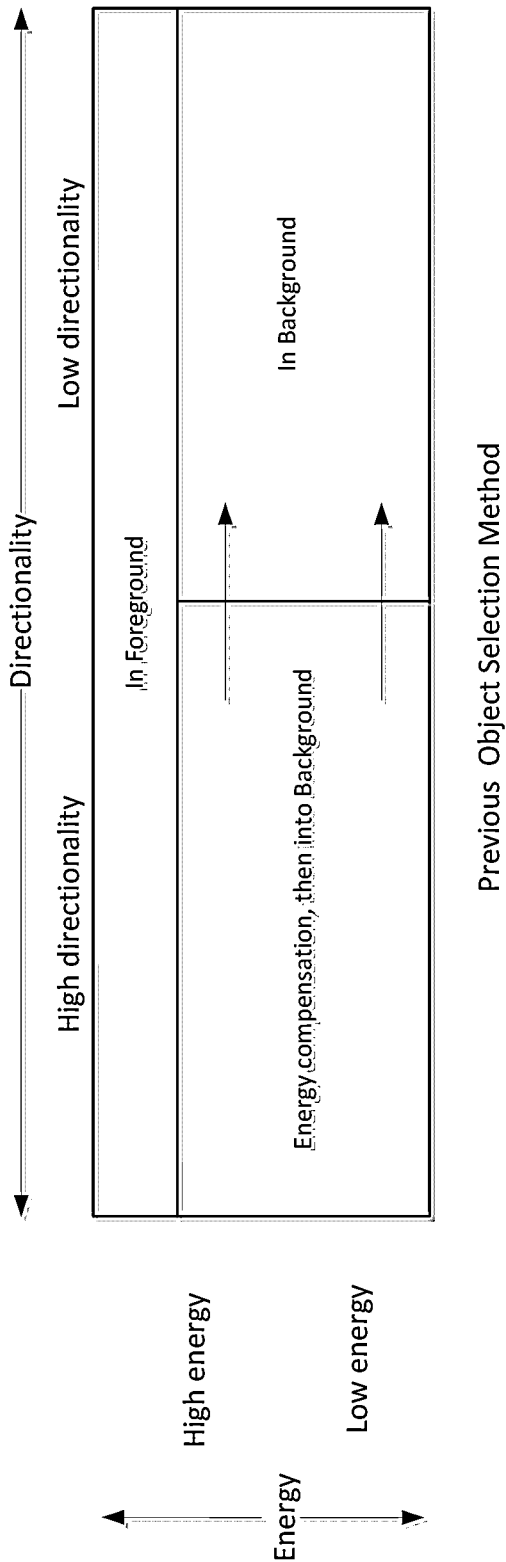 Directionality
High directionality
Low directionality
In Foreground
Energy
High energy
Low energy
Energy compensation, then into Background
In Background
Previous Object Selection Method